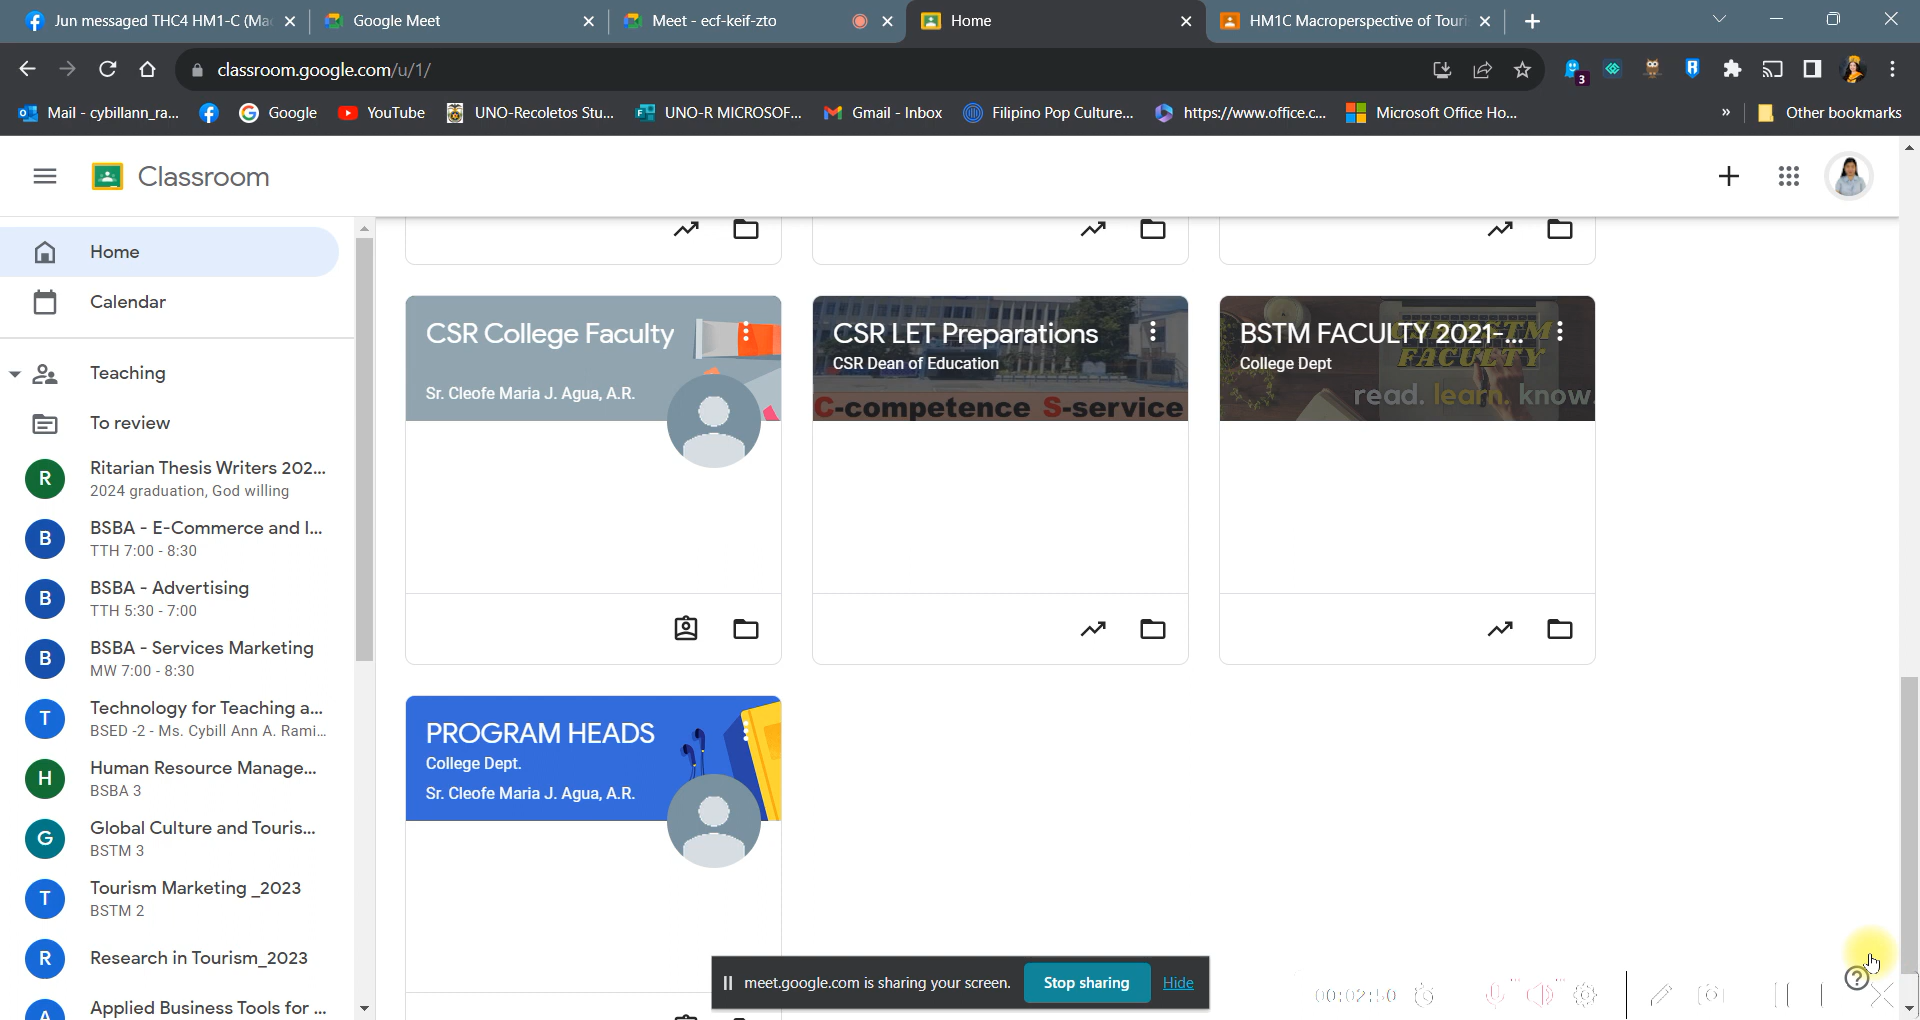 Jun messaged THC4 HM1-C (Mac
Google Meet
Meet - ecf-keif-zto
Home
HM1C Macroperspective of Touri
classroom.google.com/u/1/
3
Mail - cybillann_ra...
Google
YouTube
UNO-Recoletos Stu...
UNO-R MICROSOF...
Gmail - Inbox
Filipino Pop Culture...
https://www.office.c...
Microsoft Office Ho...
»
Other bookmarks
Classroom
Home
Calendar
Teaching
To review
R
Ritarian Thesis Writers 202...
2024 graduation, God willing
B
BSBA - E-Commerce and I...
TTH 7:00 - 8:30
B
BSBA - Advertising
TTH 5:30 - 7:00
B
BSBA - Services Marketing
MW 7:00 - 8:30
T
Technology for Teaching a...
BSED -2 - Ms. Cybill Ann A. Rami...
H
Human Resource Manage...
BSBA 3
G
Global Culture and Touris...
BSTM 3
T
Tourism Marketing _2023
BSTM 2
R
Research in Tourism_2023
A
Applied Business Tools for ...
CSR College Faculty
Sr. Cleofe Maria J. Agua, A.R.
CSR LET Preparations
CSR Dean of Education
C-competence S-service
BSTM FACULTY 2021-...
College Dept
FACULTY
read. learn. know.
PROGRAM HEADS
College Dept.
Sr. Cleofe Maria J. Agua, A.R.
meet.google.com is sharing your screen.
Stop sharing
Hide
00:02:50